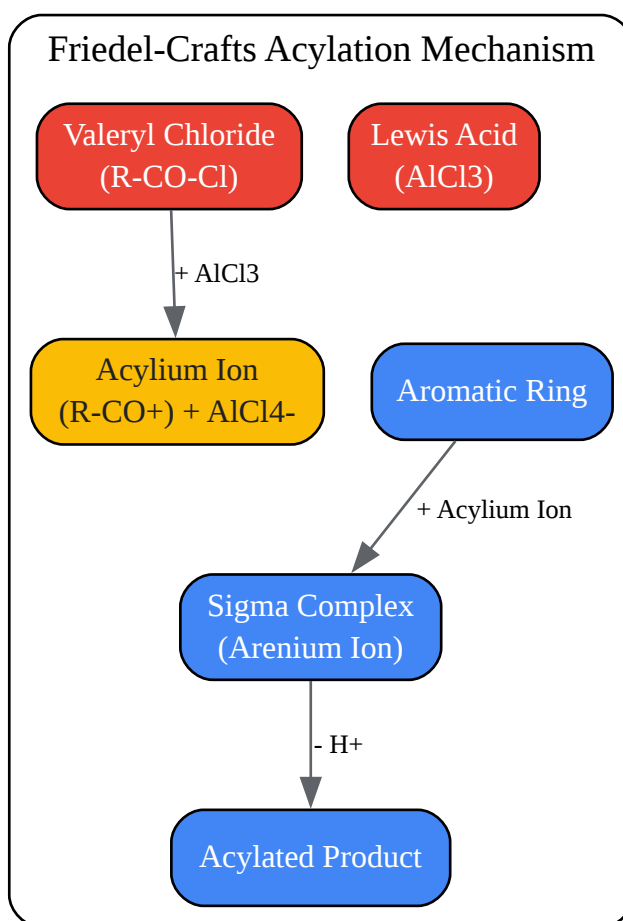 Friedel-Crafts Acylation Mechanism
Valeryl Chloride
(R-CO-Cl)
Lewis Acid
(AlCl3)
+ AlCl3
Acylium Ion
(R-CO+) + AlCl4-
Aromatic Ring
+ Acylium Ion
Sigma Complex
(Arenium Ion)
- H+
Acylated Product